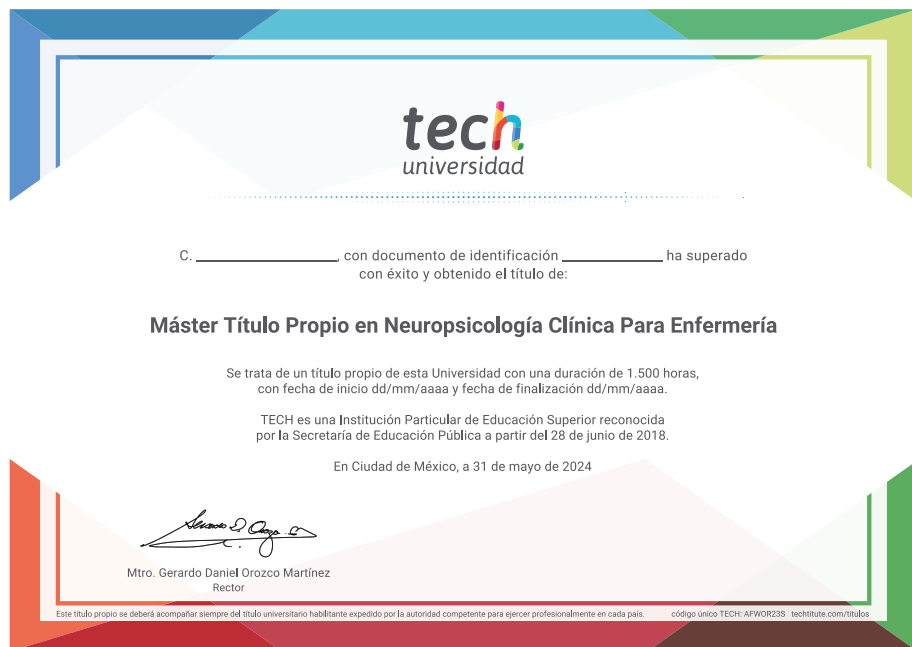 tech
universidad
C. ____________________, con documento de identificación ______________ ha superado
con éxito y obtenido el título de:
Máster Título Propio en Neuropsicología Clínica Para Enfermería
Se trata de un título propio de esta Universidad con una duración de 1.500 horas,
con fecha de inicio dd/mm/aaaa y fecha de finalización dd/mm/aaaa.
TECH es una Institución Particular de Educación Superior reconocida
por la Secretaría de Educación Pública a partir del 28 de junio de 2018.
En Ciudad de México, a 31 de mayo de 2024
Mtro. Gerardo Daniel Orozco Martínez
Rector
Este título propio se deberá acompañar siempre del título universitario habilitante expedido por la autoridad competente para ejercer profesionalmente en cada país. código único TECH: AFWOR23S techtitute.com/titulos